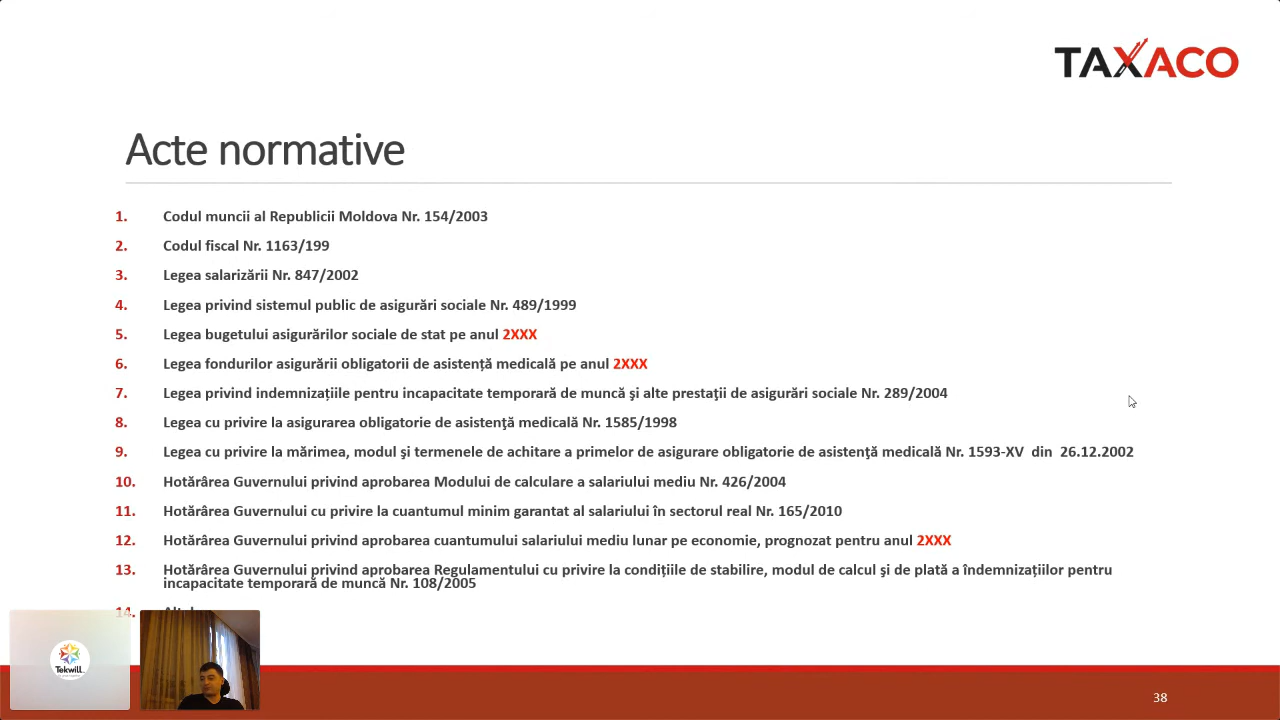 TAXACO
Acte normative
1. Codul muncii al Republicii Moldova Nr. 154/2003
2. Codul fiscal Nr. 1163/199
3. Legea salarizării Nr. 847/2002
4. Legea privind sistemul public de asigurări sociale Nr. 489/1999
5. Legea bugetului asigurărilor sociale de stat pe anul 2XXX
6. Legea fondurilor asigurării obligatorii de asistență medicală pe anul 2XXX
7. Legea privind indemnizațiile pentru incapacitate temporară de muncă şi alte prestaţii de asigurări sociale Nr. 289/2004
8. Legea cu privire la asigurarea obligatorie de asistenţă medicală Nr. 1585/1998
9. Legea cu privire la mărimea, modul şi termenele de achitare a primelor de asigurare obligatorie de asistenţă medicală Nr. 1593-XV din 26.12.2002
10. Hotărârea Guvernului privind aprobarea Modului de calculare a salariului mediu Nr. 426/2004
11. Hotărârea Guvernului cu privire la cuantumul minim garantat al salariului în sectorul real Nr. 165/2010
12. Hotărârea Guvernului privind aprobarea cuantumului salariului mediu lunar pe economie, prognozat pentru anul 2XXX
13. Hotărârea Guvernului privind aprobarea Regulamentului cu privire la condițiile de stabilire, modul de calcul şi de plată a îndemnizațiilor pentru
incapacitate temporară de muncă Nr. 108/2005
14.
Tekwill
38